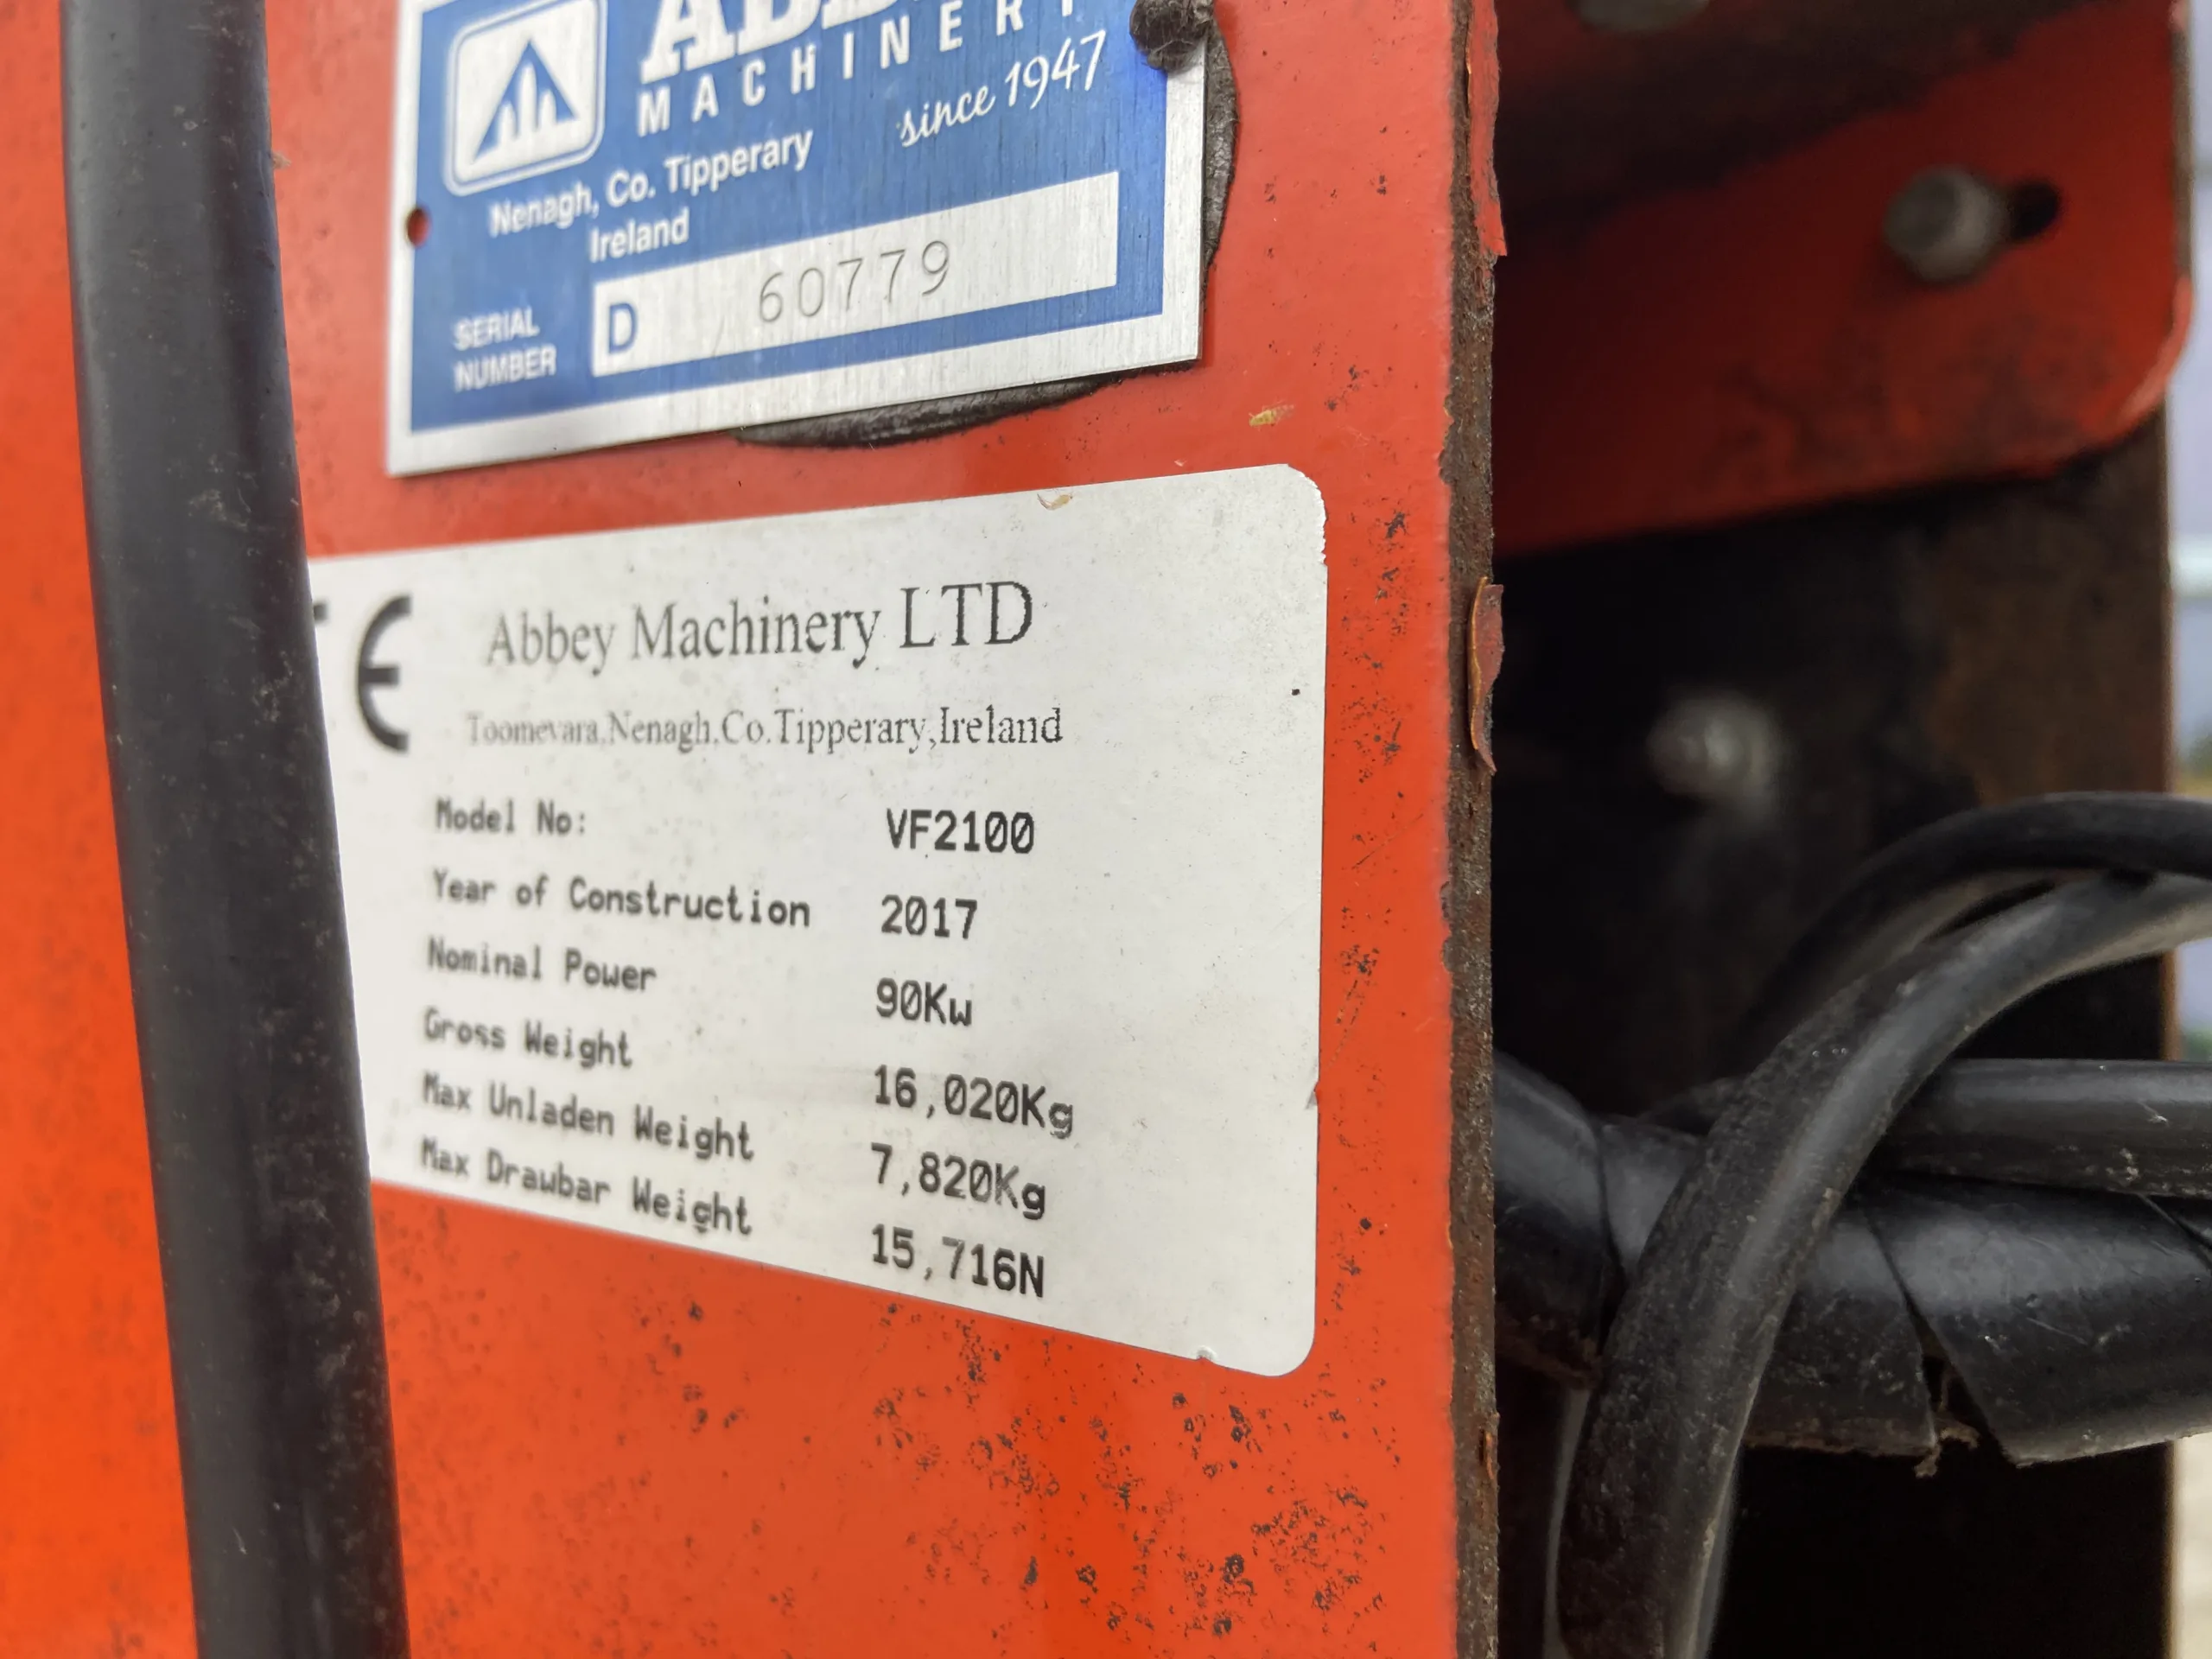 MACHINERY
since 1947
Nenagh, Co. Tipperary
Ireland
SERIAL
NUMBER
D 60779
CE Abbey Machinery LTD
Toomevara,Nenagh,Co.Tipperary,Ireland
Model No: VF2100
Year of Construction 2017
Nominal Power 90Kw
Gross Weight 16,020Kg
Max Unladen Weight 7,820Kg
Max Drawbar Weight 15,716N